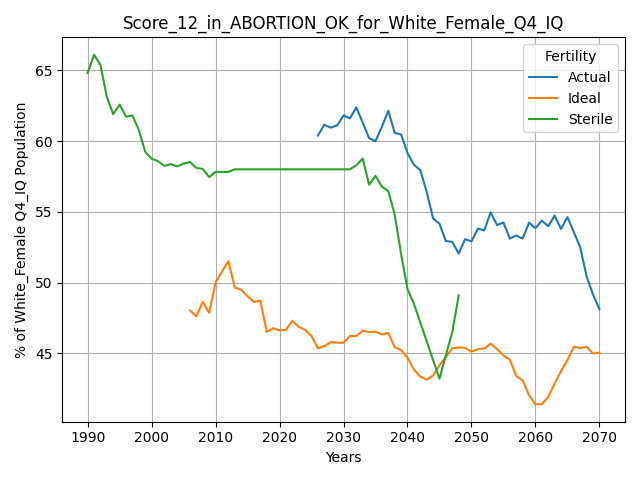 Score_12_in_ABORTION_OK_for_White_Female_Q4_IQ
% of White_Female Q4_IQ Population
65
60
55
50
45
Fertility
Actual
Ideal
Sterile
1990 2000 2010 2020 2030 2040 2050 2060 2070
Years